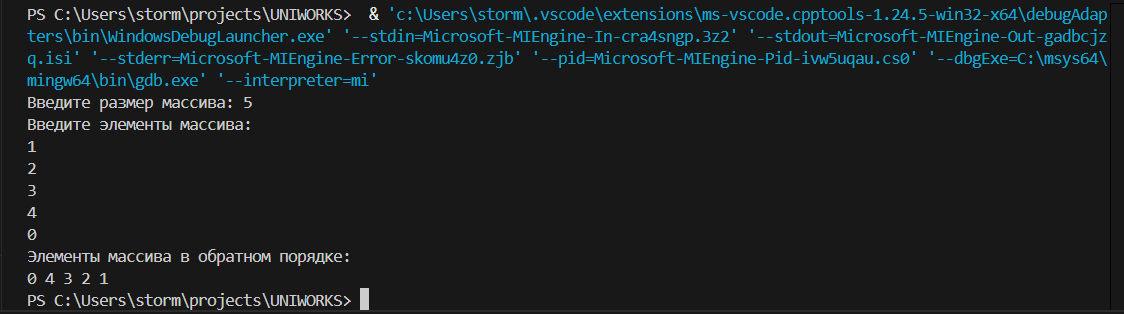 PS C:\Users\storm\projects\UNIWORKS>  & 'c:\Users\storm\.vscode\extensions\ms-vscode.cpptools-1.24.5-win32-x64\debugAdap
ters\bin\WindowsDebugLauncher.exe' '--stdin=Microsoft-MIEngine-In-cra4sngp.3z2' '--stdout=Microsoft-MIEngine-Out-gadbcjz
q.isi' '--stderr=Microsoft-MIEngine-Error-skomu4z0.zjb' '--pid=Microsoft-MIEngine-Pid-ivw5uqau.cs0' '--dbgExe=C:\msys64\
mingw64\bin\gdb.exe' '--interpreter=mi'
Введите размер массива: 5
Введите элементы массива:
1
2
3
4
0
Элементы массива в обратном порядке:
0 4 3 2 1
PS C:\Users\storm\projects\UNIWORKS>